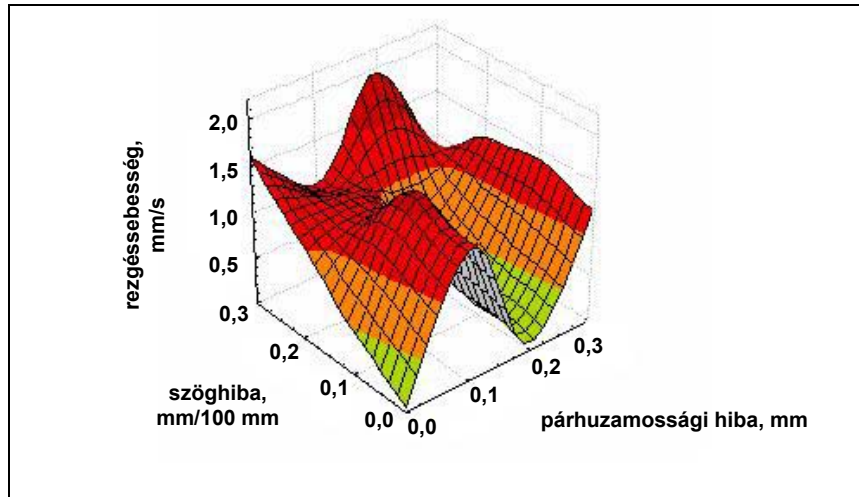 rezgéssebesség,
mm/s
2,0
1,5
1,0
0,5
0,3
0,2
0,1
0,0
szöghiba,
mm/100 mm
0,0
0,1
0,2
0,3
párhuzamossági hiba, mm